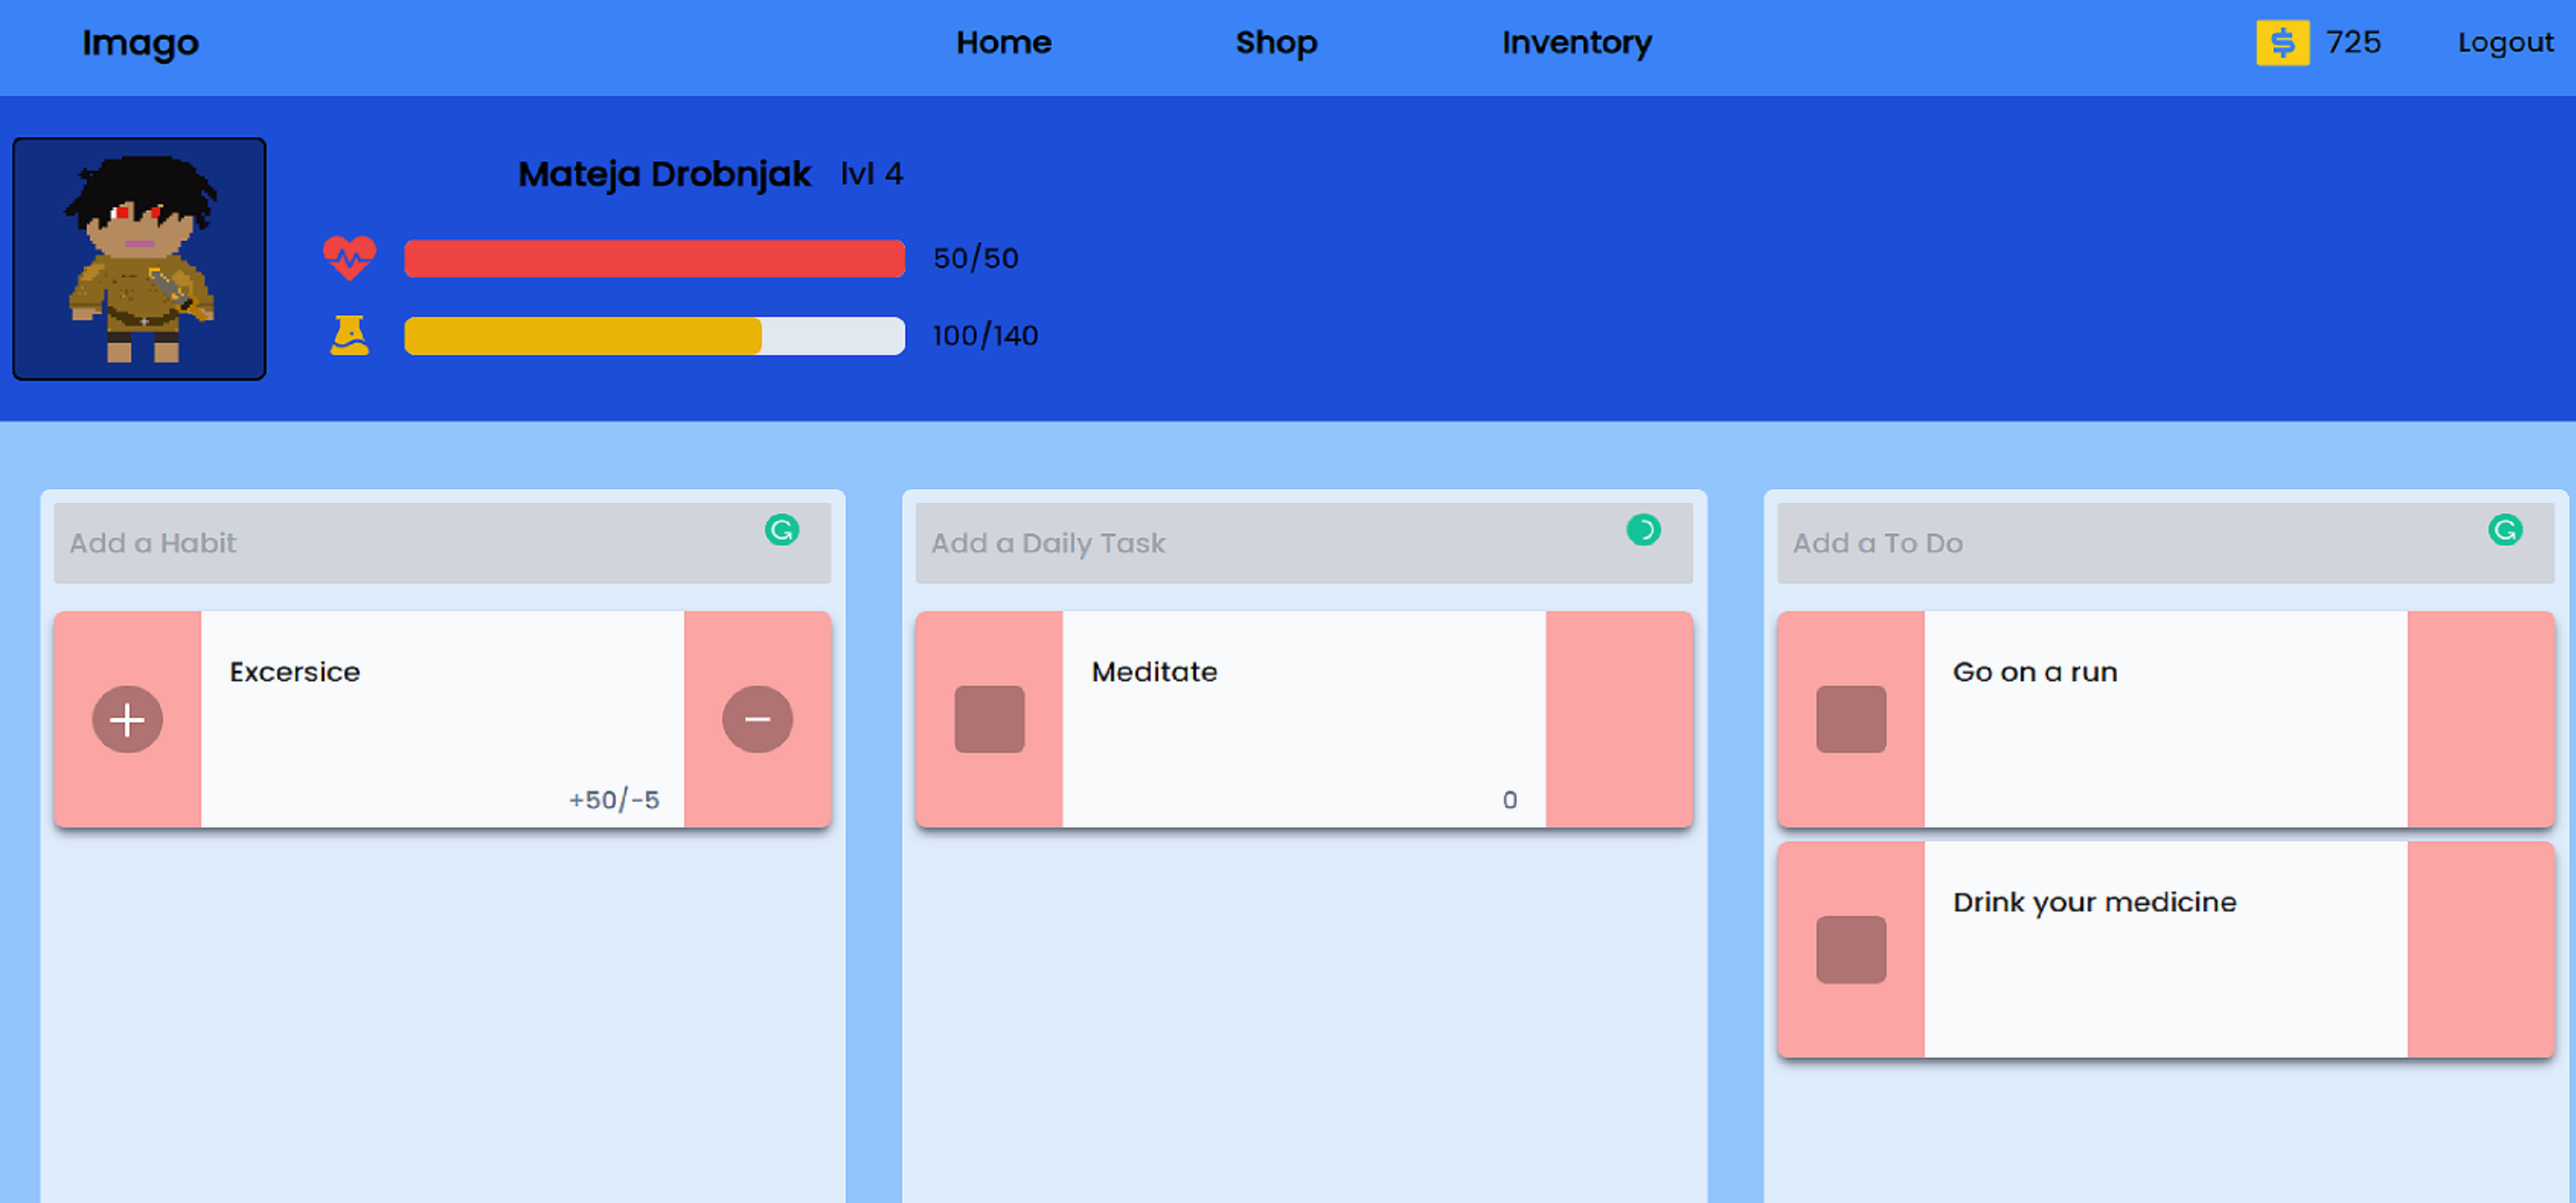 Imago Home Shop Inventory $ 725 Logout
Mateja Drobnjak lvl 4
50/50
100/140
Add a Habit
Excersice
+50/-5
Add a Daily Task
Meditate
0
Add a To Do
Go on a run
Drink your medicine